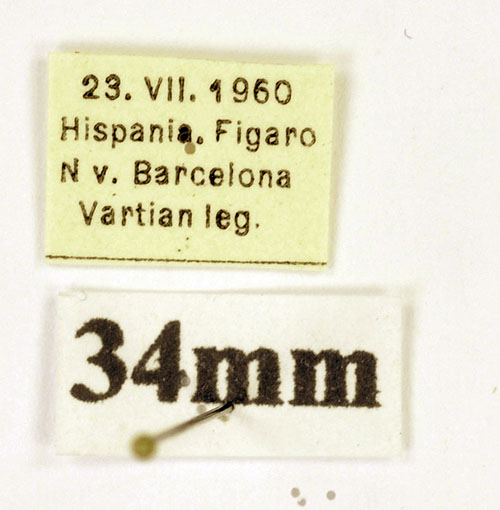 23. VII. 1960
Hispania. Figaro
N v. Barcelona
Vartian leg.
34mm